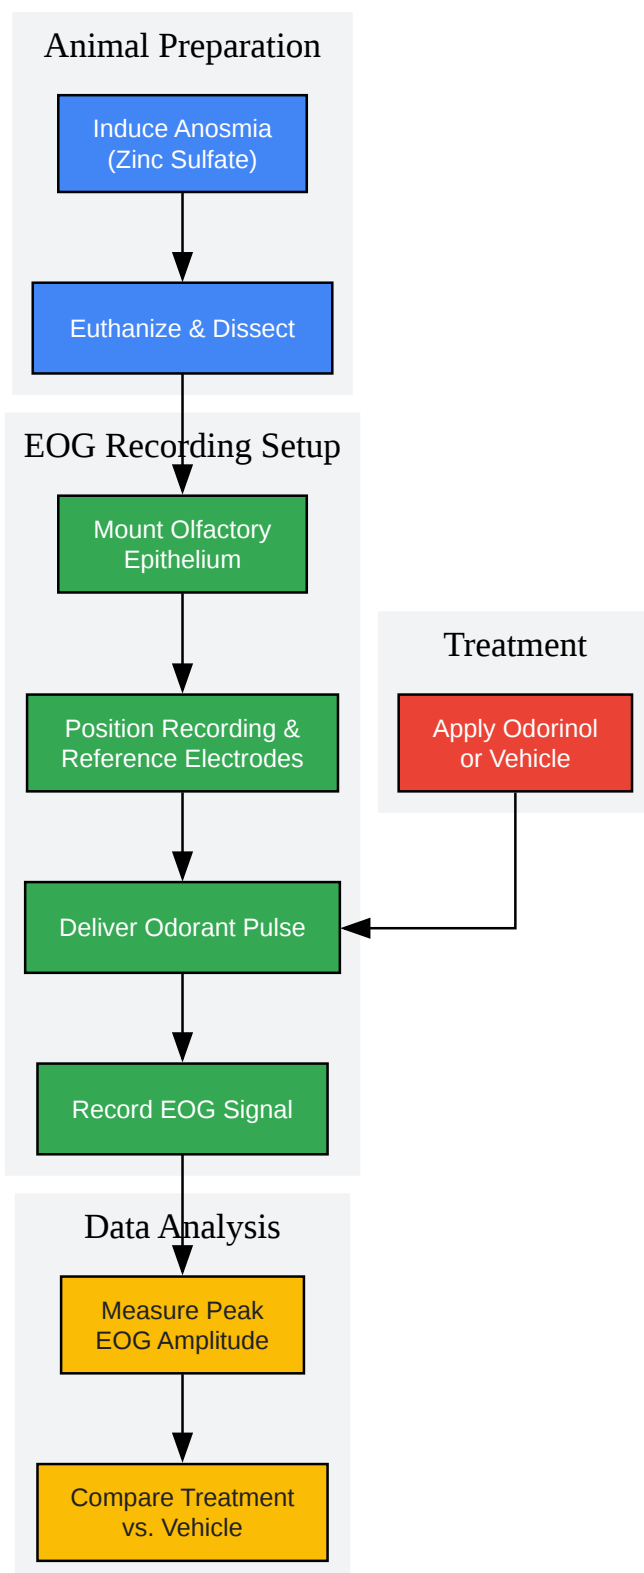 Animal Preparation
Induce Anosmia
(Zinc Sulfate)
Euthanize & Dissect
EOG Recording Setup
Mount Olfactory
Epithelium
Treatment
Position Recording &
Reference Electrodes
Apply Odorinol
or Vehicle
Deliver Odorant Pulse
Record EOG Signal
Data Analysis
Measure Peak
EOG Amplitude
Compare Treatment
vs. Vehicle